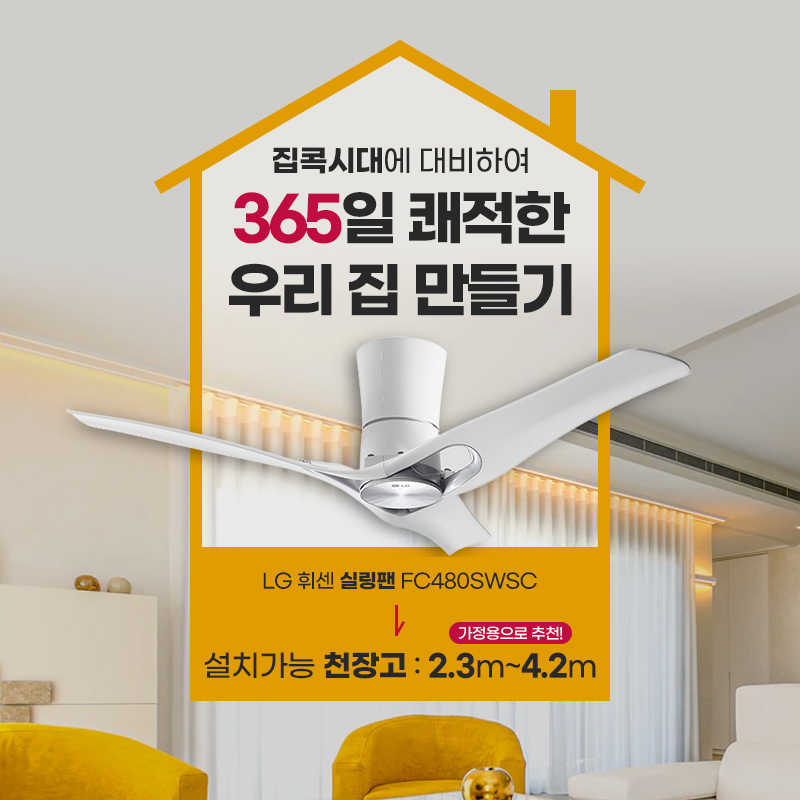 집콕시대에 대비하여
365일 쾌적한
우리 집 만들기
LG
LG 휘센 실링팬 FC480SWSC
가정용으로 추천!
설치가능 천장고 : 2.3m~4.2m